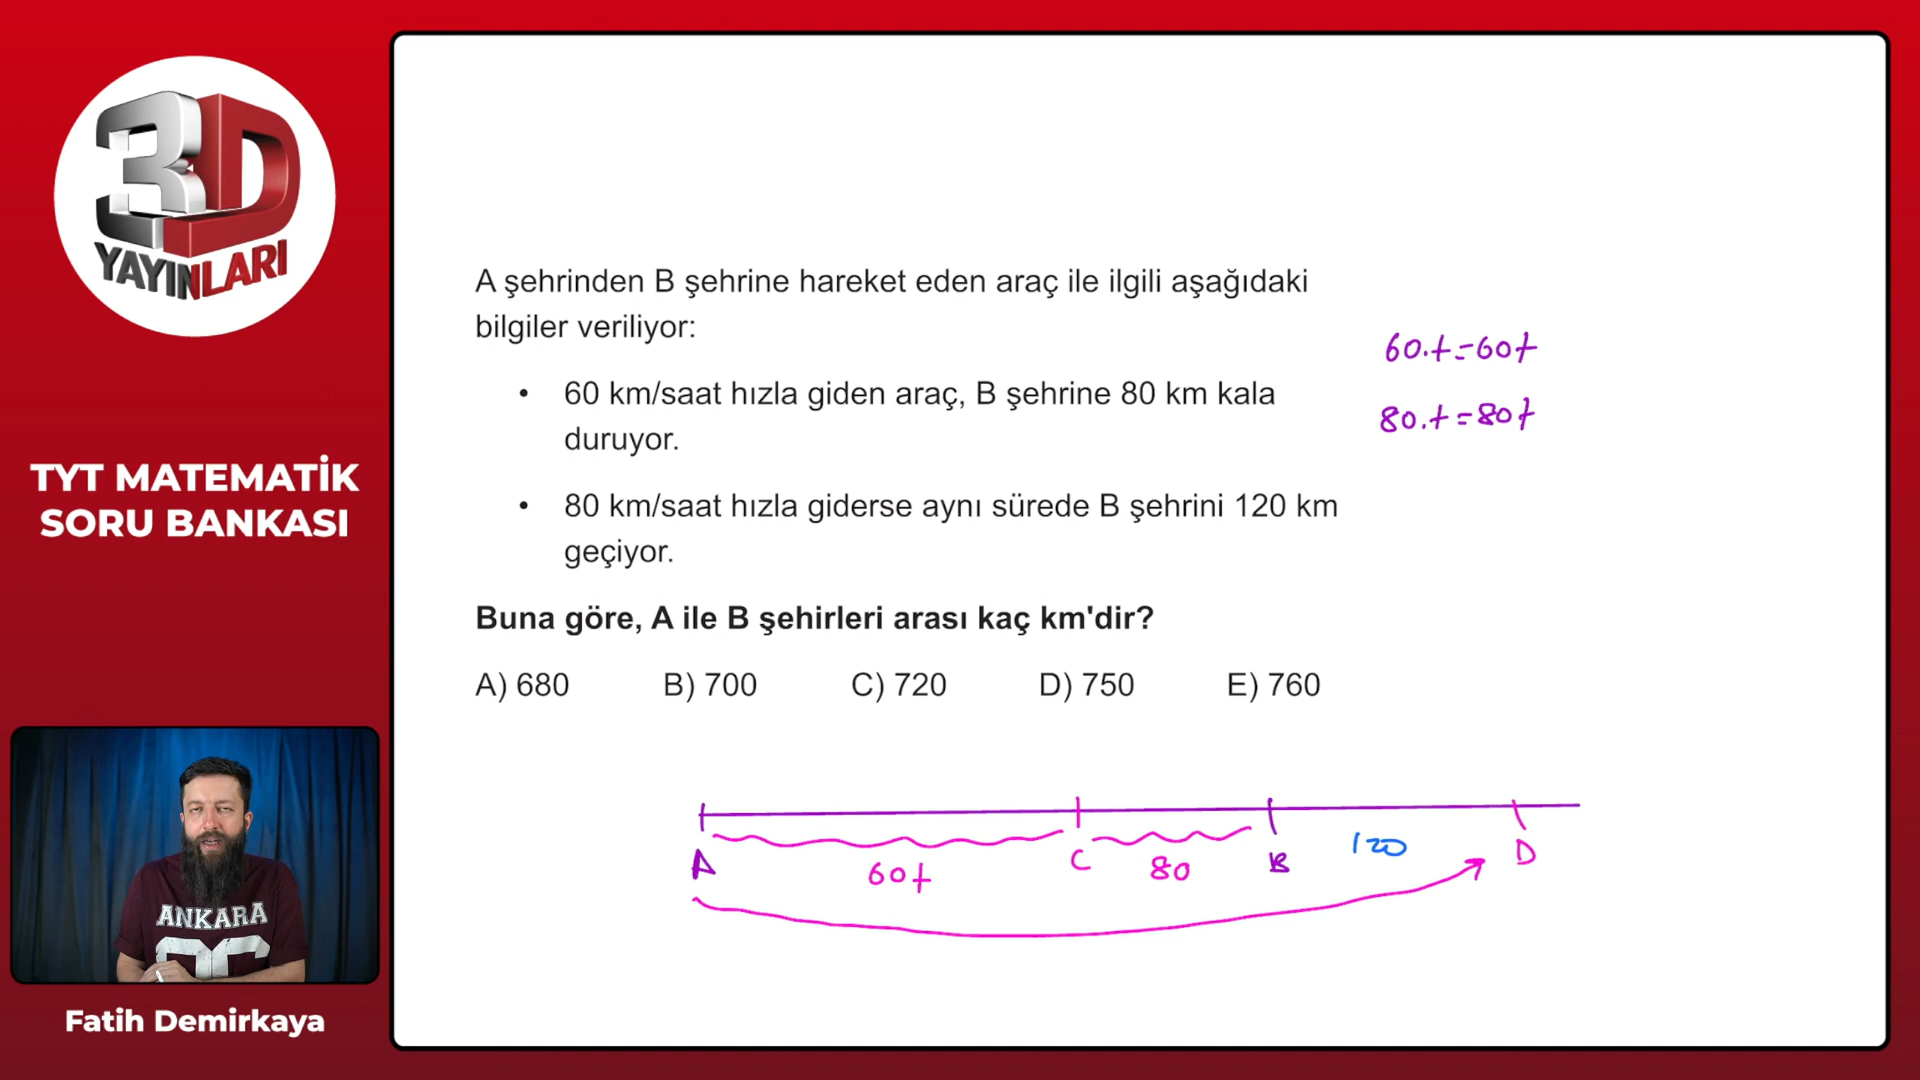 3D
YAYINLARI
TYT MATEMATİK
SORU BANKASI
ANKARA
Fatih Demirkaya
A şehrinden B şehrine hareket eden araç ile ilgili aşağıdaki
bilgiler veriliyor:
• 60 km/saat hızla giden araç, B şehrine 80 km kala
duruyor.
• 80 km/saat hızla giderse aynı sürede B şehrini 120 km
geçiyor.
Buna göre, A ile B şehirleri arası kaç km'dir?
A) 680 B) 700 C) 720 D) 750 E) 760
60.t=60t
80.t=80t
A C B D
60t 80 120